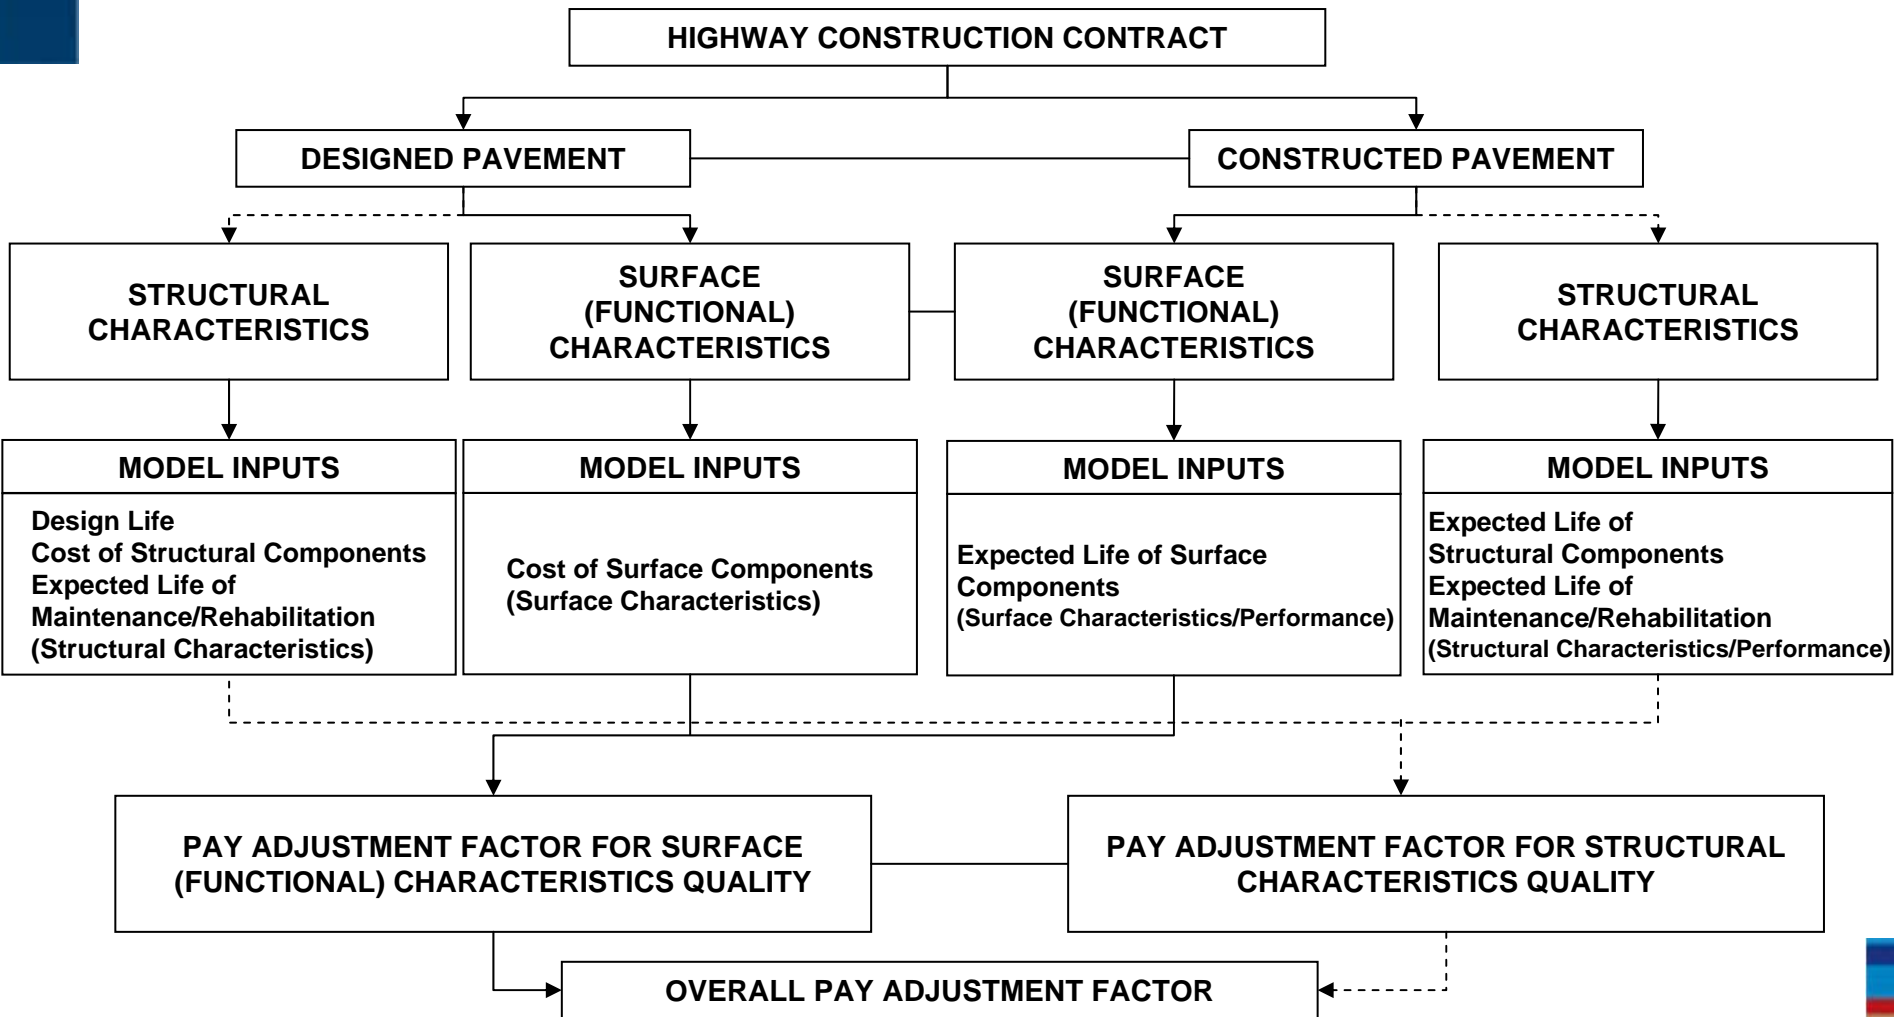 HIGHWAY CONSTRUCTION CONTRACT
DESIGNED PAVEMENT
CONSTRUCTED PAVEMENT
STRUCTURAL
CHARACTERISTICS
SURFACE
(FUNCTIONAL)
CHARACTERISTICS
SURFACE
(FUNCTIONAL)
CHARACTERISTICS
STRUCTURAL
CHARACTERISTICS
MODEL INPUTS
Design Life
Cost of Structural Components
Expected Life of
Maintenance/Rehabilitation
(Structural Characteristics)
MODEL INPUTS
Cost of Surface Components
(Surface Characteristics)
MODEL INPUTS
Expected Life of Surface
Components
(Surface Characteristics/Performance)
MODEL INPUTS
Expected Life of
Structural Components
Expected Life of
Maintenance/Rehabilitation
(Structural Characteristics/Performance)
PAY ADJUSTMENT FACTOR FOR SURFACE
(FUNCTIONAL) CHARACTERISTICS QUALITY
PAY ADJUSTMENT FACTOR FOR STRUCTURAL
CHARACTERISTICS QUALITY
OVERALL PAY ADJUSTMENT FACTOR